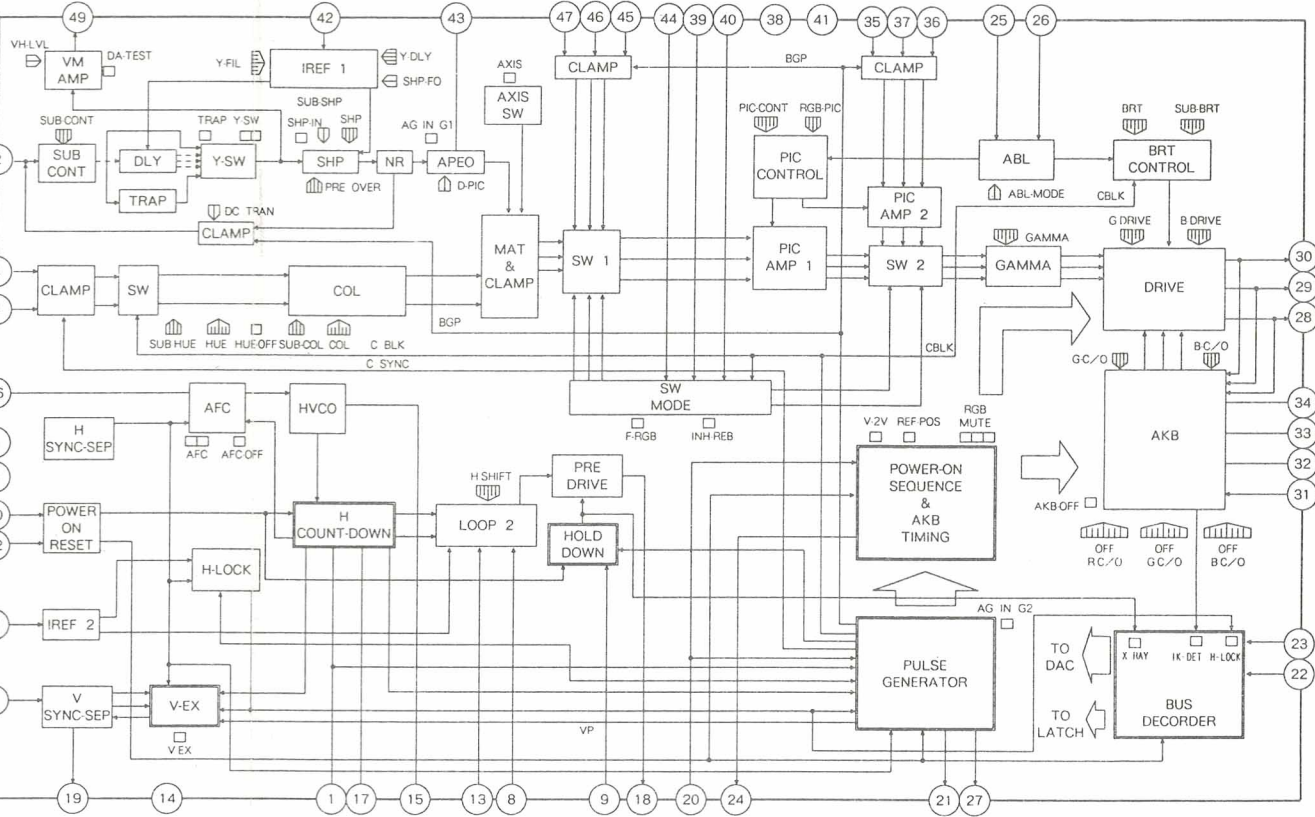 49
42
43
47
46
45
44
39
40
38
41
35
37
36
25
26
VH-LVL
VM
AMP
DA-TEST
Y-FIL
IREF 1
Y-DLY
SHP-FO
SUB-SHP
AXIS
AXIS
SW
CLAMP
BGP
CLAMP
SUB-CONT
SUB
CONT
DLY
TRAP
TRAP Y-SW
Y-SW
SHP-IN
SHP
SHP
PRE OVER
NR
AG IN G1
APEO
D-PIC
DC TRAN
CLAMP
PIC-CONT
RGB-PIC
PIC
CONTROL
ABL
ABL-MODE
BRT
SUB-BRT
BRT
CONTROL
CBLK
PIC
AMP 2
MAT
&
CLAMP
SW 1
PIC
AMP 1
SW 2
GAMMA
GAMMA
G DRIVE
B DRIVE
DRIVE
30
29
28
CLAMP
SW
COL
BGP
SUB HUE
HUE
HUE-OFF
SUB-COL
COL
C BLK
C SYNC
CBLK
SW
MODE
F-RGB
INH-REB
G-C/O
B-C/O
AKB
34
33
32
31
H
SYNC-SEP
AFC
AFC
AFC-OFF
HVCO
V-2V
REF-POS
RGB
MUTE
POWER-ON
SEQUENCE
&
AKB
TIMING
AKB-OFF
OFF
R C/O
OFF
G C/O
OFF
B C/O
POWER
ON
RESET
H-LOCK
H
COUNT-DOWN
H SHIFT
LOOP 2
PRE
DRIVE
HOLD
DOWN
IREF 2
AG IN G2
PULSE
GENERATOR
TO
DAC
TO
LATCH
X RAY
IK-DET
H-LOCK
BUS
DECORDER
23
22
V
SYNC-SEP
V-EX
V EX
VP
19
14
1
17
15
13
8
9
18
20
24
21
27